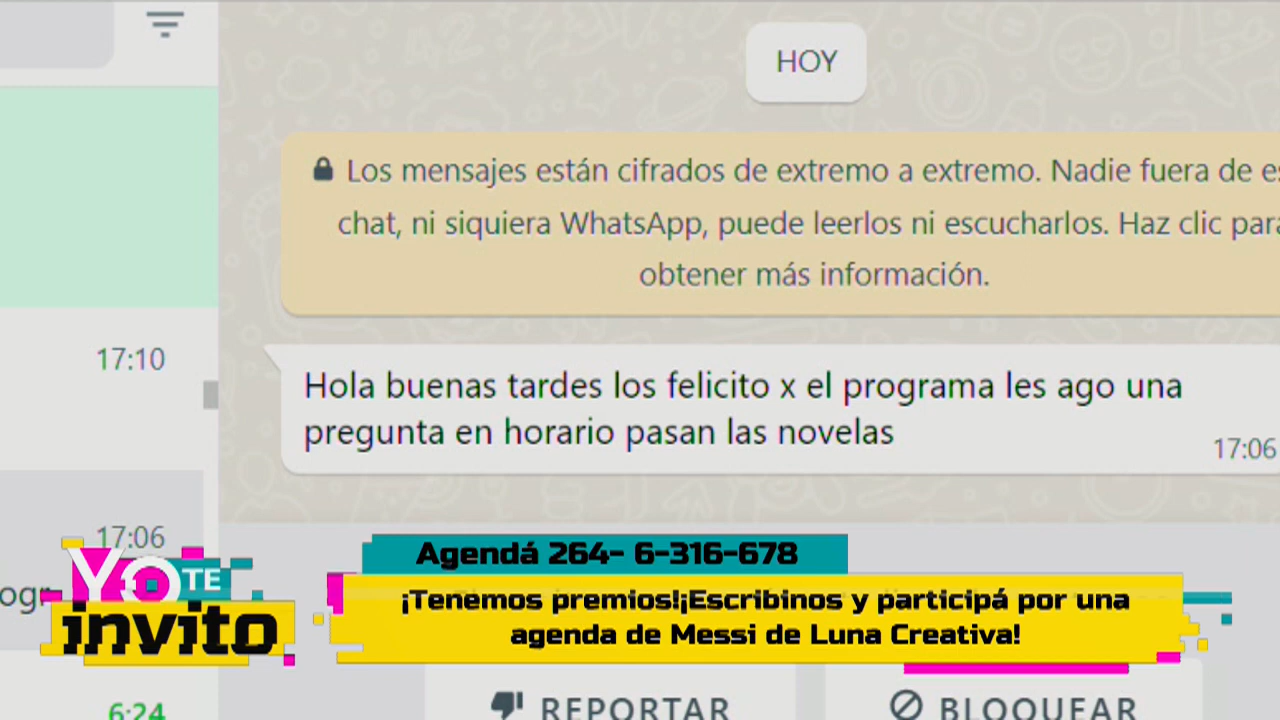 HOY
Los mensajes están cifrados de extremo a extremo. Nadie fuera de
chat, ni siquiera WhatsApp, puede leerlos ni escucharlos. Haz clic para
obtener más información.
17:10
Hola buenas tardes los felicito x el programa les ago una
pregunta en horario pasan las novelas
17:06
17:06
YO TE
invito
Agendá 264- 6-316-678
¡Tenemos premios!¡Escribinos y participá por una
agenda de Messi de Luna Creativa!
REPORTAR
BLOQUEAR
6:24